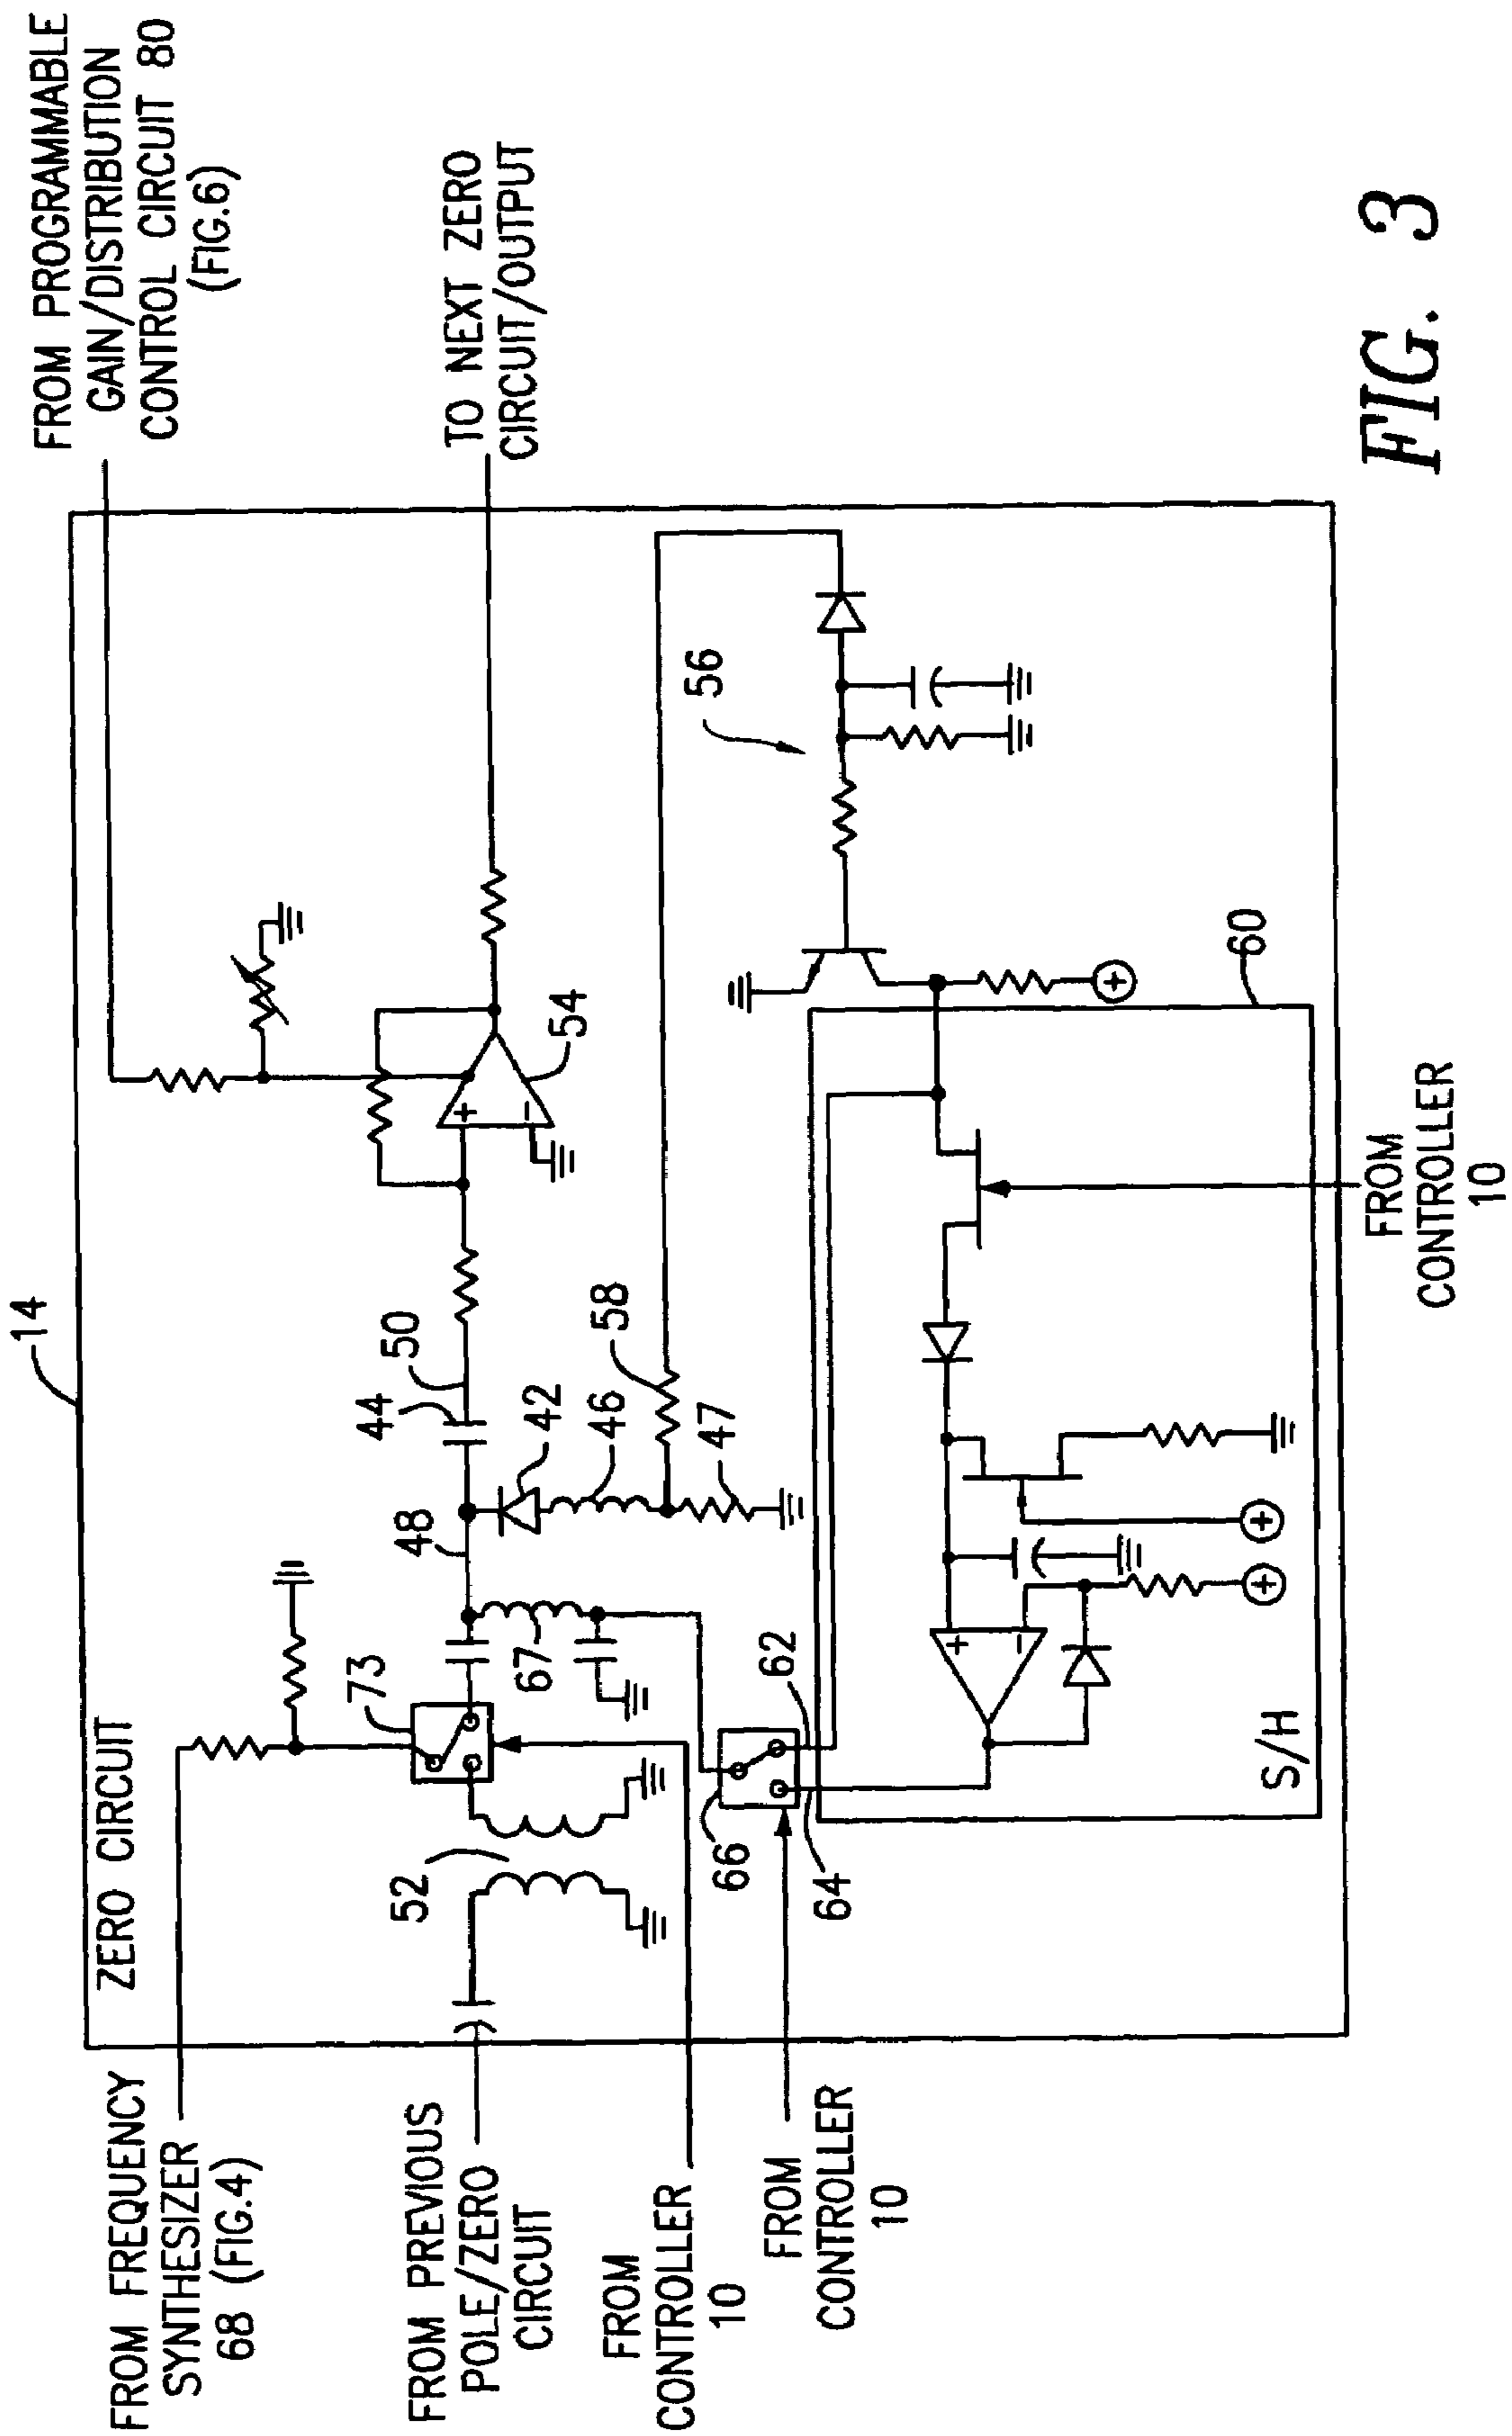 FROM PROGRAMMABLE
GAIN/DISTRIBUTION
CONTROL CIRCUIT 80
(FIG.6)
14
ZERO CIRCUIT
FROM FREQUENCY
SYNTHESIZER
68 (FIG.4)
73
48
44
50
+
−
54
TO NEXT ZERO
CIRCUIT/OUTPUT
FROM PREVIOUS
POLE/ZERO
CIRCUIT
52
67
42
46
58
47
56
FROM
CONTROLLER
10
66
62
64
FROM
CONTROLLER
10
60
+
−
+
+
+
S/H
FROM
CONTROLLER
10
FIG. 3